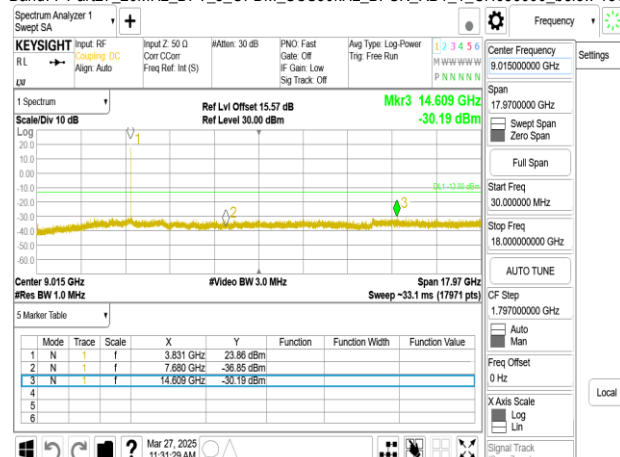 Spectrum Analyzer 1
Swept SA
+
Frequency
KEYSIGHT
RL
Input: RF
Coupling: DC
Align: Auto
Input Z: 50 Ω
Corr CCorr
Freq Ref: Int (S)
#Atten: 30 dB
PNO: Fast
Gate: Off
IF Gain: Low
Sig Track: Off
Avg Type: Log-Power
Trig: Free Run
1 2 3 4 5 6
M W W W W W
P N N N N N
Center Frequency
9.015000000 GHz
Settings
1 Spectrum
Scale/Div 10 dB
Ref Lvl Offset 15.57 dB
Ref Level 30.00 dBm
Mkr3 14.609 GHz
-30.19 dBm
Span
17.9700000 GHz
Swept Span
Zero Span
Log
20.0
10.0
0.00
-10.0
-20.0
-30.0
-40.0
-50.0
-60.0
1
2
3
DL1 -13.00 dBm
Full Span
Start Freq
30.000000 MHz
Stop Freq
18.000000000 GHz
AUTO TUNE
Center 9.015 GHz
#Res BW 1.0 MHz
#Video BW 3.0 MHz
Span 17.97 GHz
Sweep ~33.1 ms (17971 pts)
CF Step
1.797000000 GHz
Auto
Man
5 Marker Table
Mode Trace Scale X Y Function Function Width Function Value
1 N 1 f 3.831 GHz 23.86 dBm
2 N 1 f 7.680 GHz -36.85 dBm
3 N 1 f 14.609 GHz -30.19 dBm
4
5
6
Freq Offset
0 Hz
X Axis Scale
Log
Lin
Local
Signal Track
?
Mar 27, 2025
11:31:29 AM